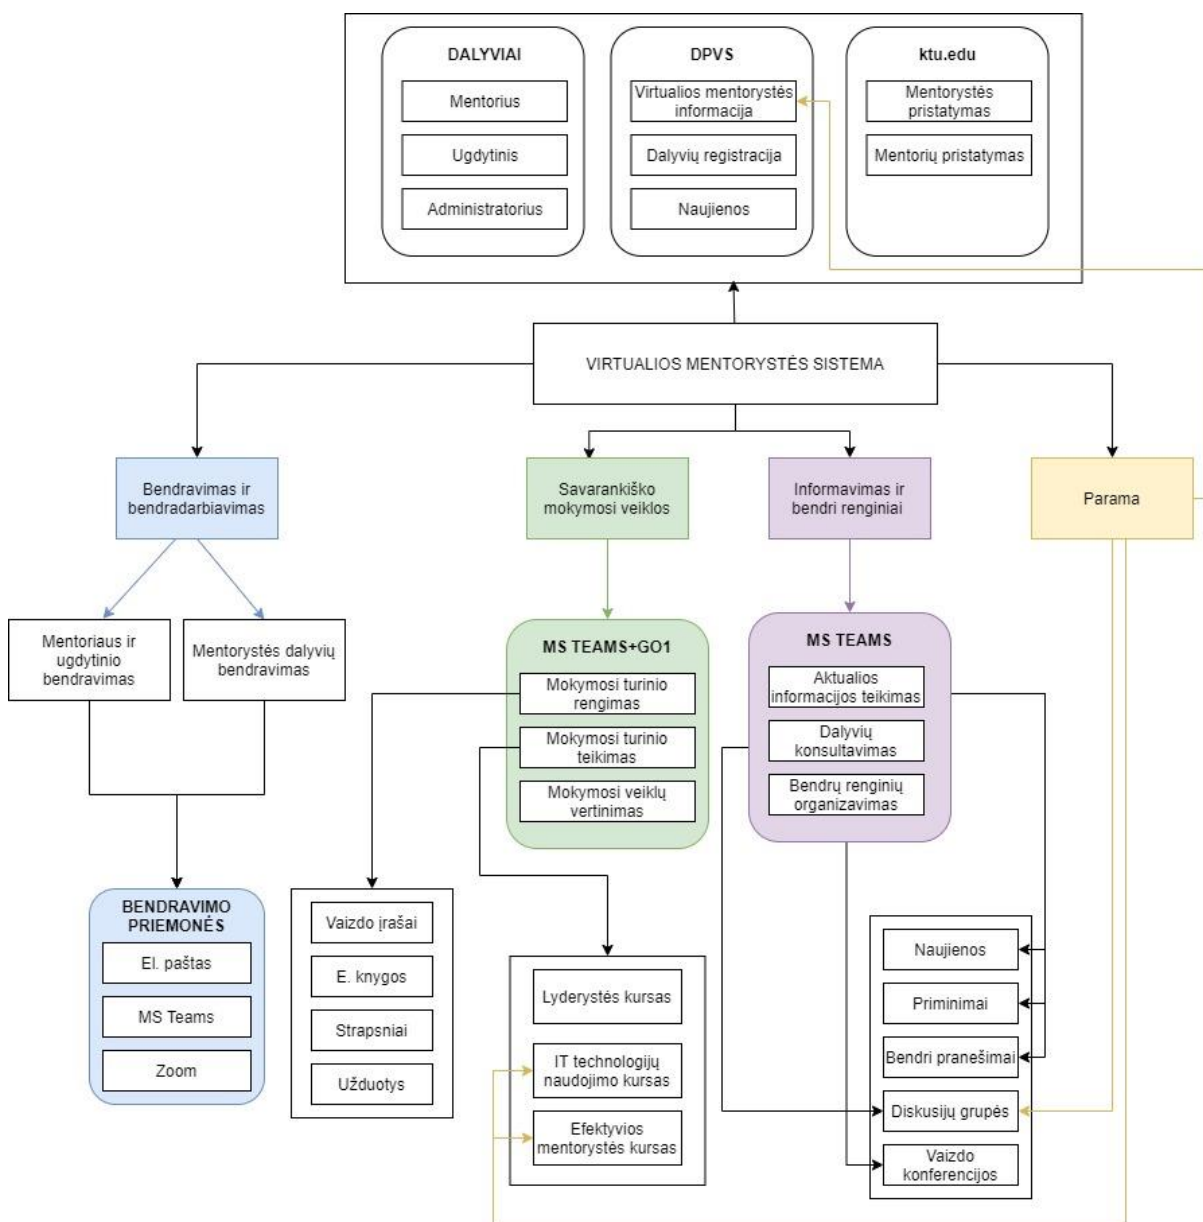 DALYVIAI
Mentorius
Ugdytinis
Administratorius
DPVS
Virtualios mentorystės
informacija
Dalyvių registracija
Naujienos
ktu.edu
Mentorystės
pristatymas
Mentorių pristatymas
VIRTUALIOS MENTORYSTĖS SISTEMA
Bendravimas ir
bendradarbiavimas
Savarankiško
mokymosi veiklos
Informavimas ir
bendri renginiai
Parama
Mentoriaus ir
ugdytinio
bendravimas
Mentorystės dalyvių
bendravimas
MS TEAMS+GO1
Mokymosi turinio
rengimas
Mokymosi turinio
teikimas
Mokymosi veiklų
vertinimas
MS TEAMS
Aktualios
informacijos teikimas
Dalyvių
konsultavimas
Bendrų renginių
organizavimas
BENDRAVIMO
PRIEMONĖS
El. paštas
MS Teams
Zoom
Vaizdo įrašai
E. knygos
Strapsniai
Užduotys
Lyderystės kursas
IT technologijų
naudojimo kursas
Efektyvios
mentorystės kursas
Naujienos
Priminimai
Bendri pranešimai
Diskusijų grupės
Vaizdo
konferencijos